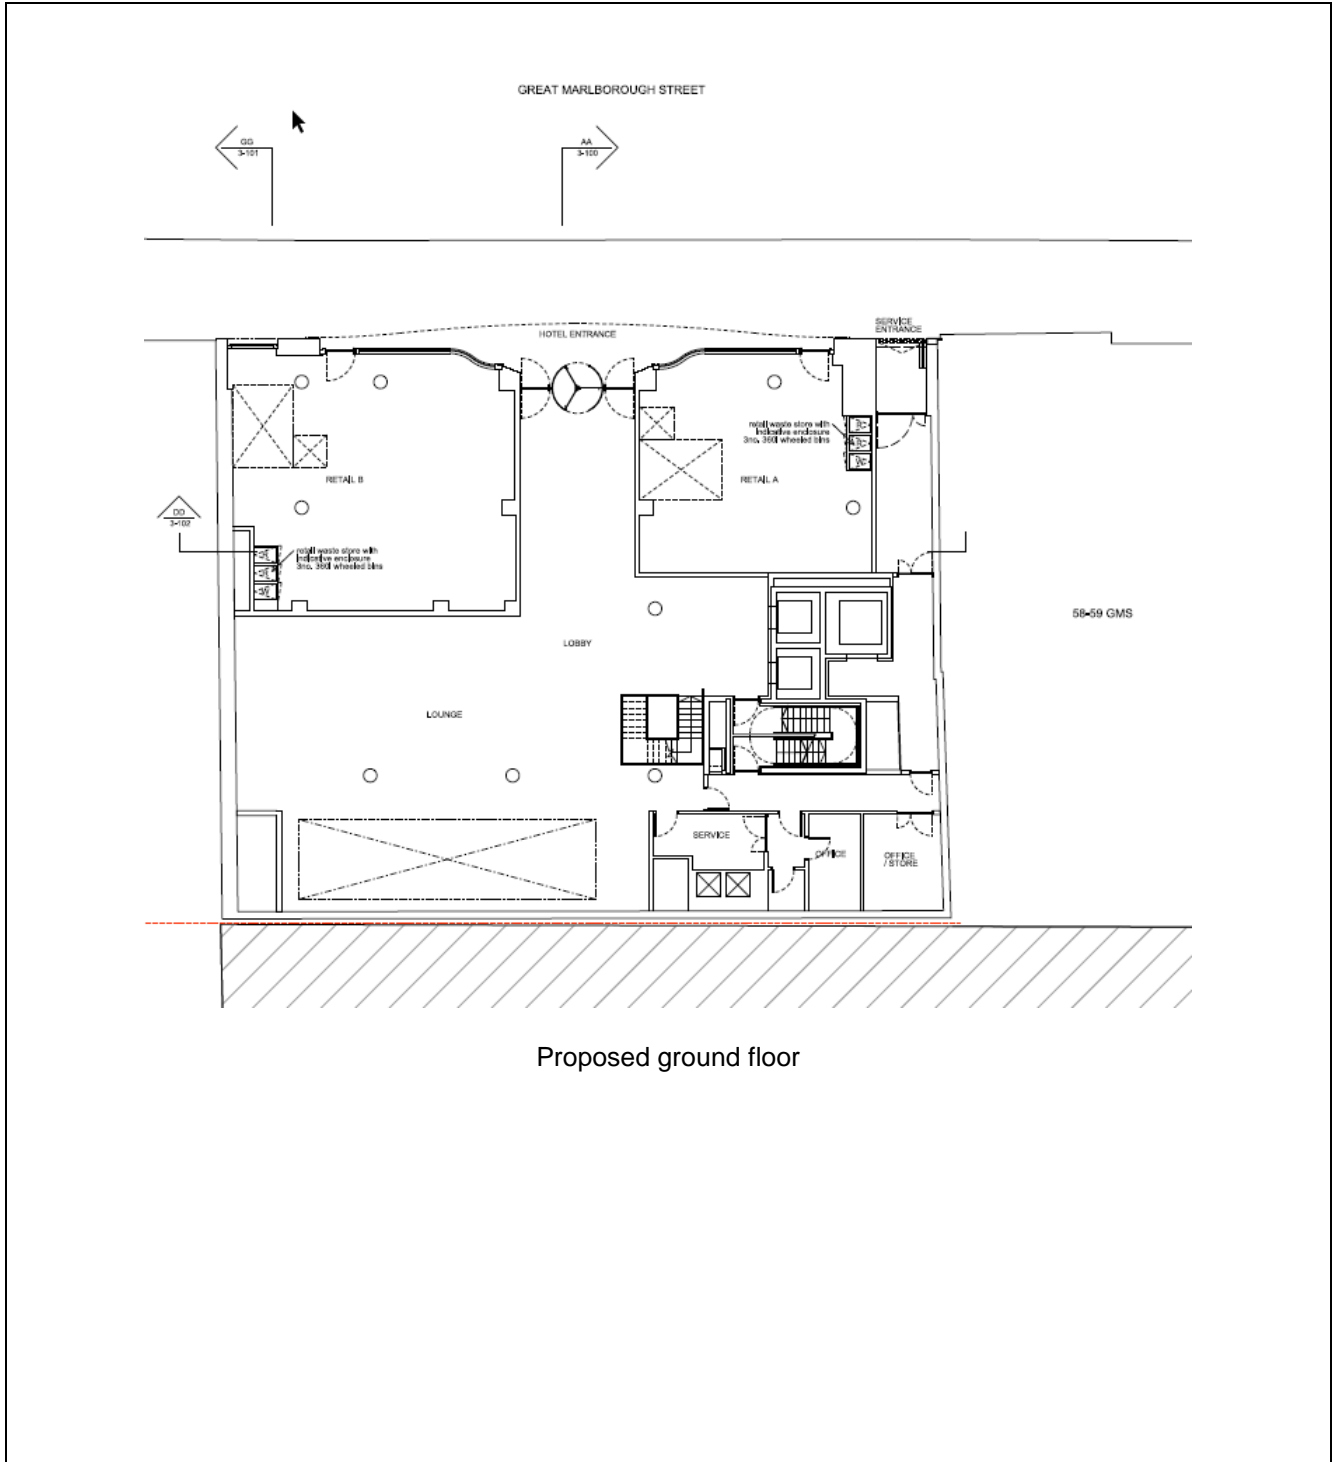 GREAT MARLBOROUGH STREET
GG
3-101
AA
3-100
HOTEL ENTRANCE
SERVICE
ENTRANCE
retail waste store with
indicative enclosure
3no. 360l wheeled bins
RETAIL B
RETAIL A
DD
3-102
retail waste store with
indicative enclosure
3no. 360l wheeled bins
58-59 GMS
LOBBY
LOUNGE
SERVICE
OFFICE
OFFICE
/ STORE
Proposed ground floor